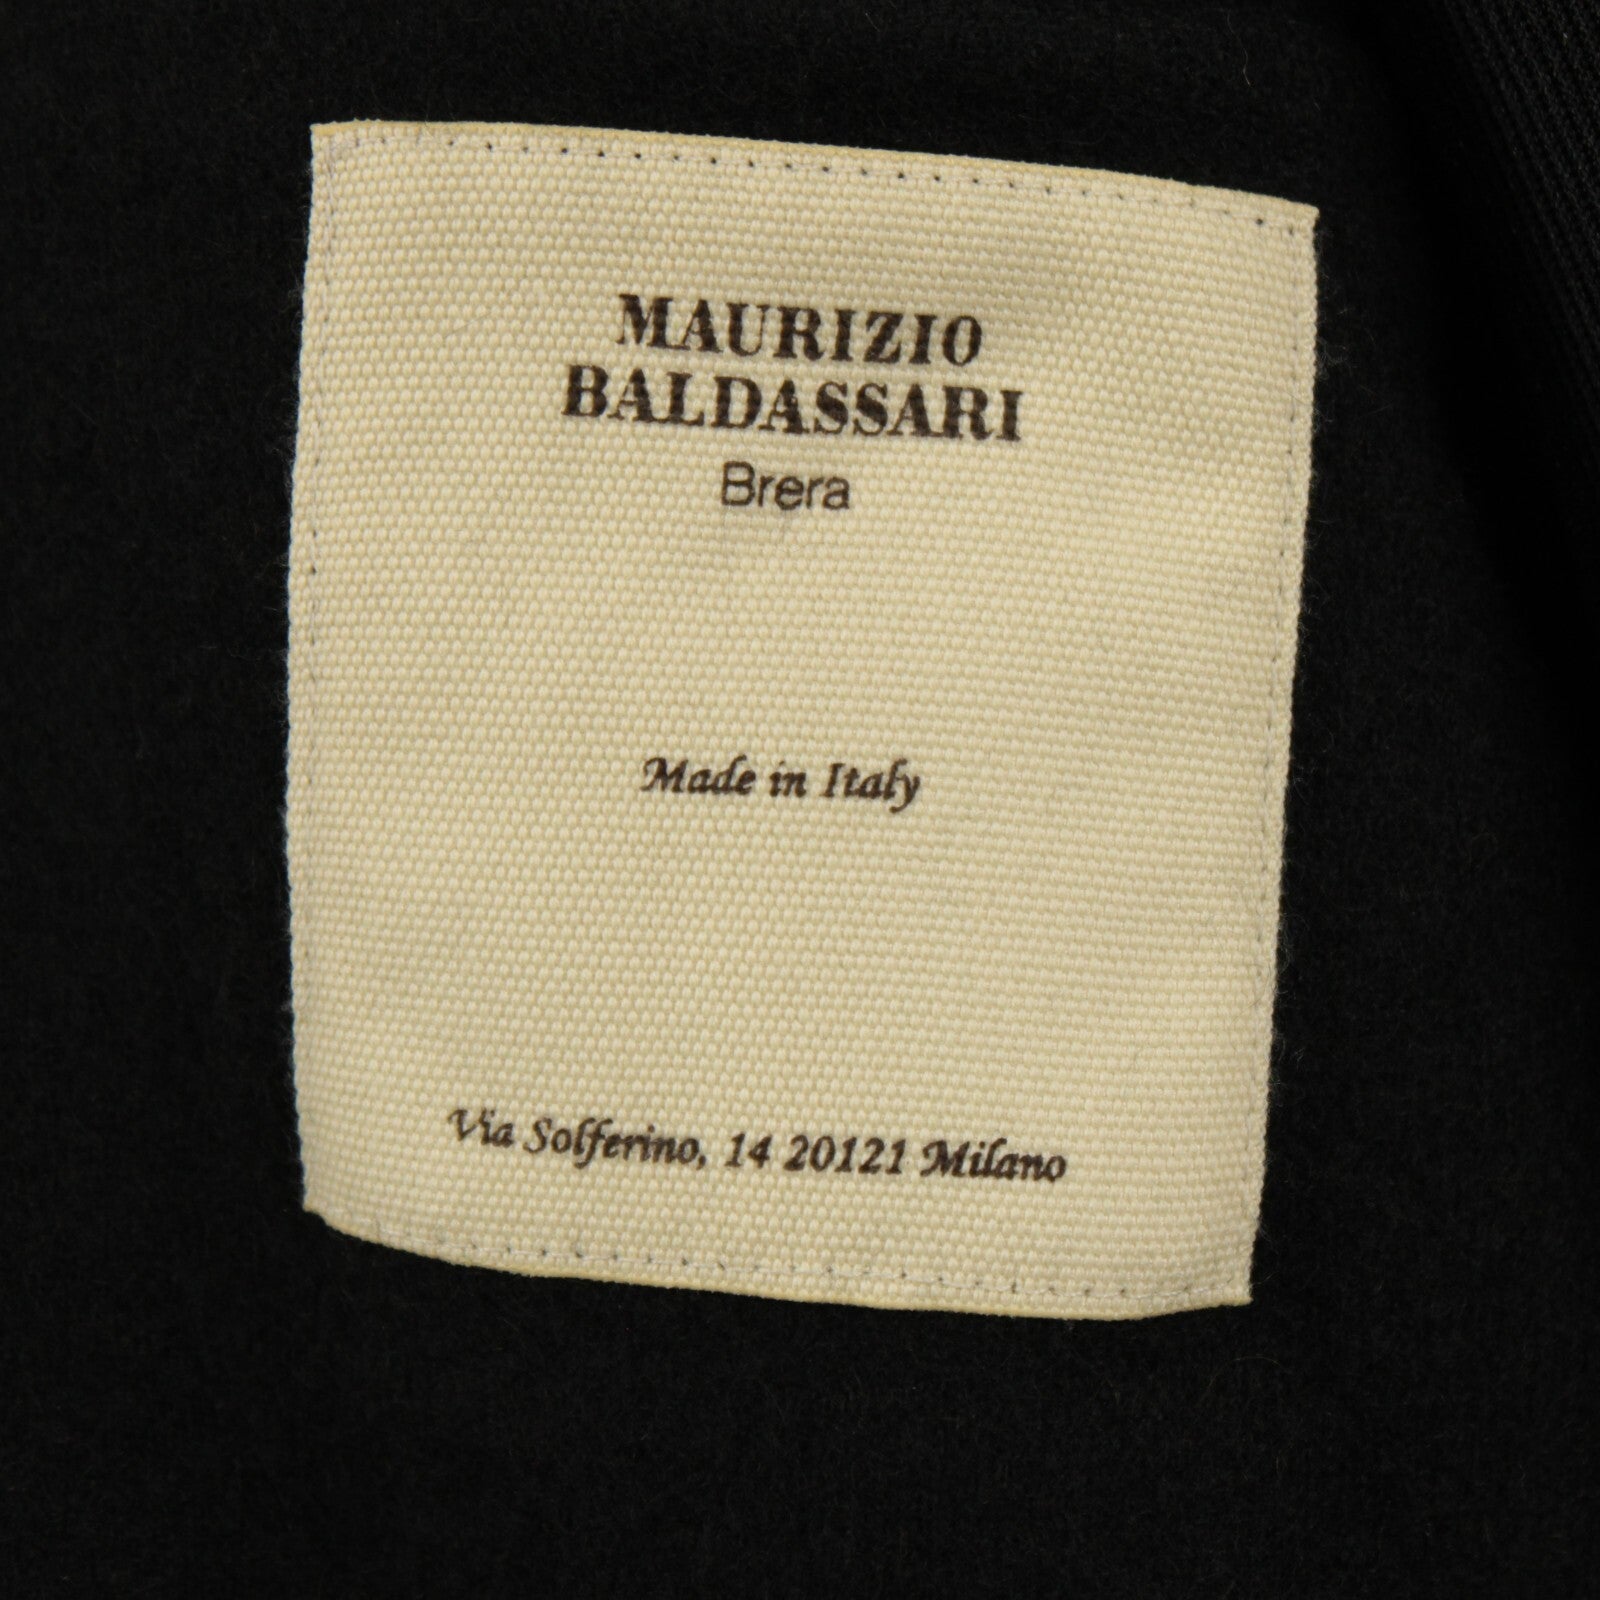 MAURIZIO
BALDASSARI
Brera
Made in Italy
Via Solferino, 14 20121 Milano